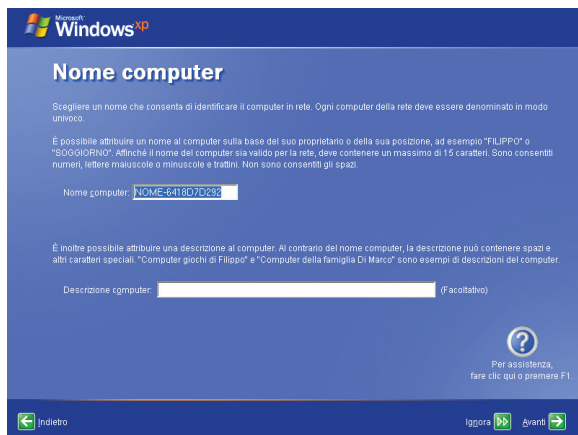 Microsoft
Windows xp
Nome computer
Scegliere un nome che consenta di identificare il computer in rete. Ogni computer della rete deve essere denominato in modo
univoco.
È possibile attribuire un nome al computer sulla base del suo proprietario o della sua posizione, ad esempio "FILIPPO" o
"SOGGIORNO". Affinché il nome del computer sia valido per la rete, deve contenere un massimo di 15 caratteri. Sono consentiti
numeri, lettere maiuscole o minuscole e trattini. Non sono consentiti gli spazi.
Nome computer: NOME-6418D7D292
È inoltre possibile attribuire una descrizione al computer. Al contrario del nome computer, la descrizione può contenere spazi e
altri caratteri speciali. "Computer giochi di Filippo" e "Computer della famiglia Di Marco" sono esempi di descrizioni del computer.
Descrizione computer: (Facoltativo)
?
Per assistenza,
fare clic qui o premere F1.
Indietro Ignora Avanti